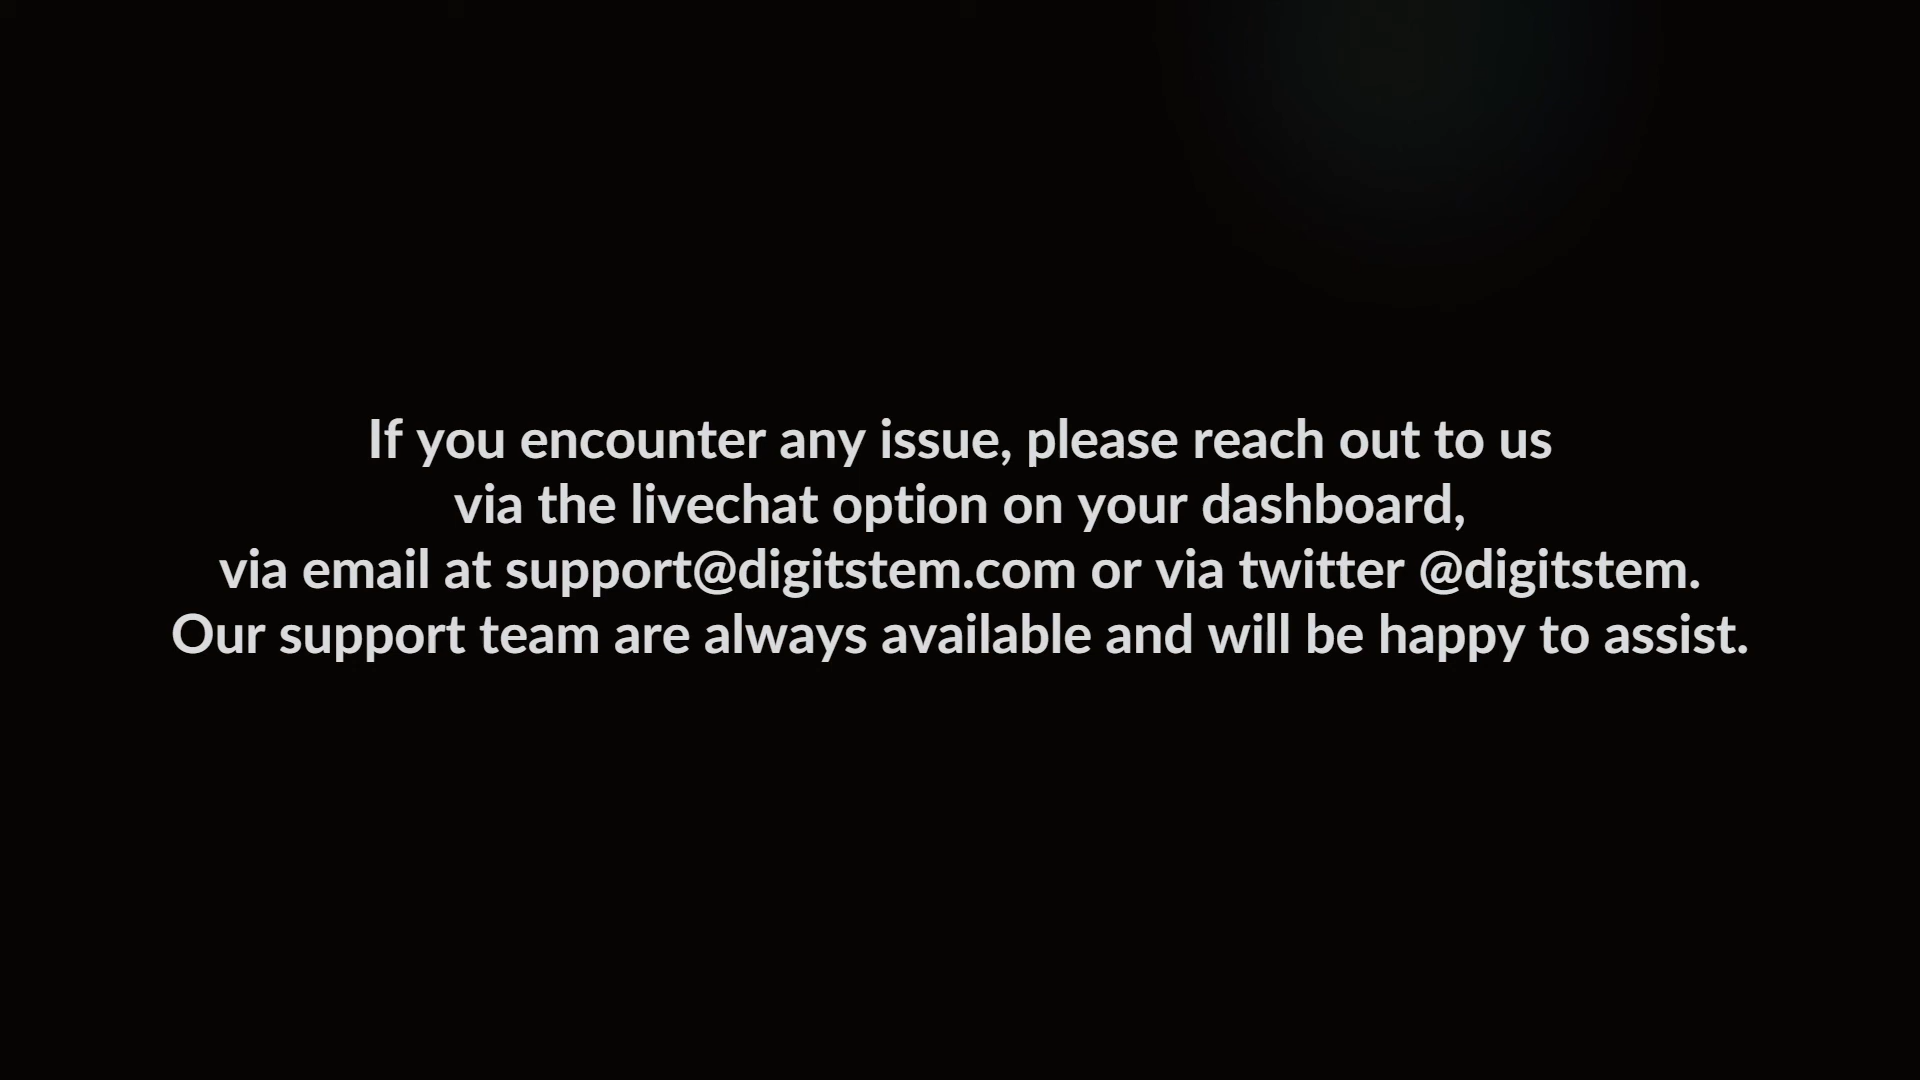 If you encounter any issue, please reach out to us
via the livechat option on your dashboard,
via email at support@digitstem.com or via twitter @digitstem.
Our support team are always available and will be happy to assist.